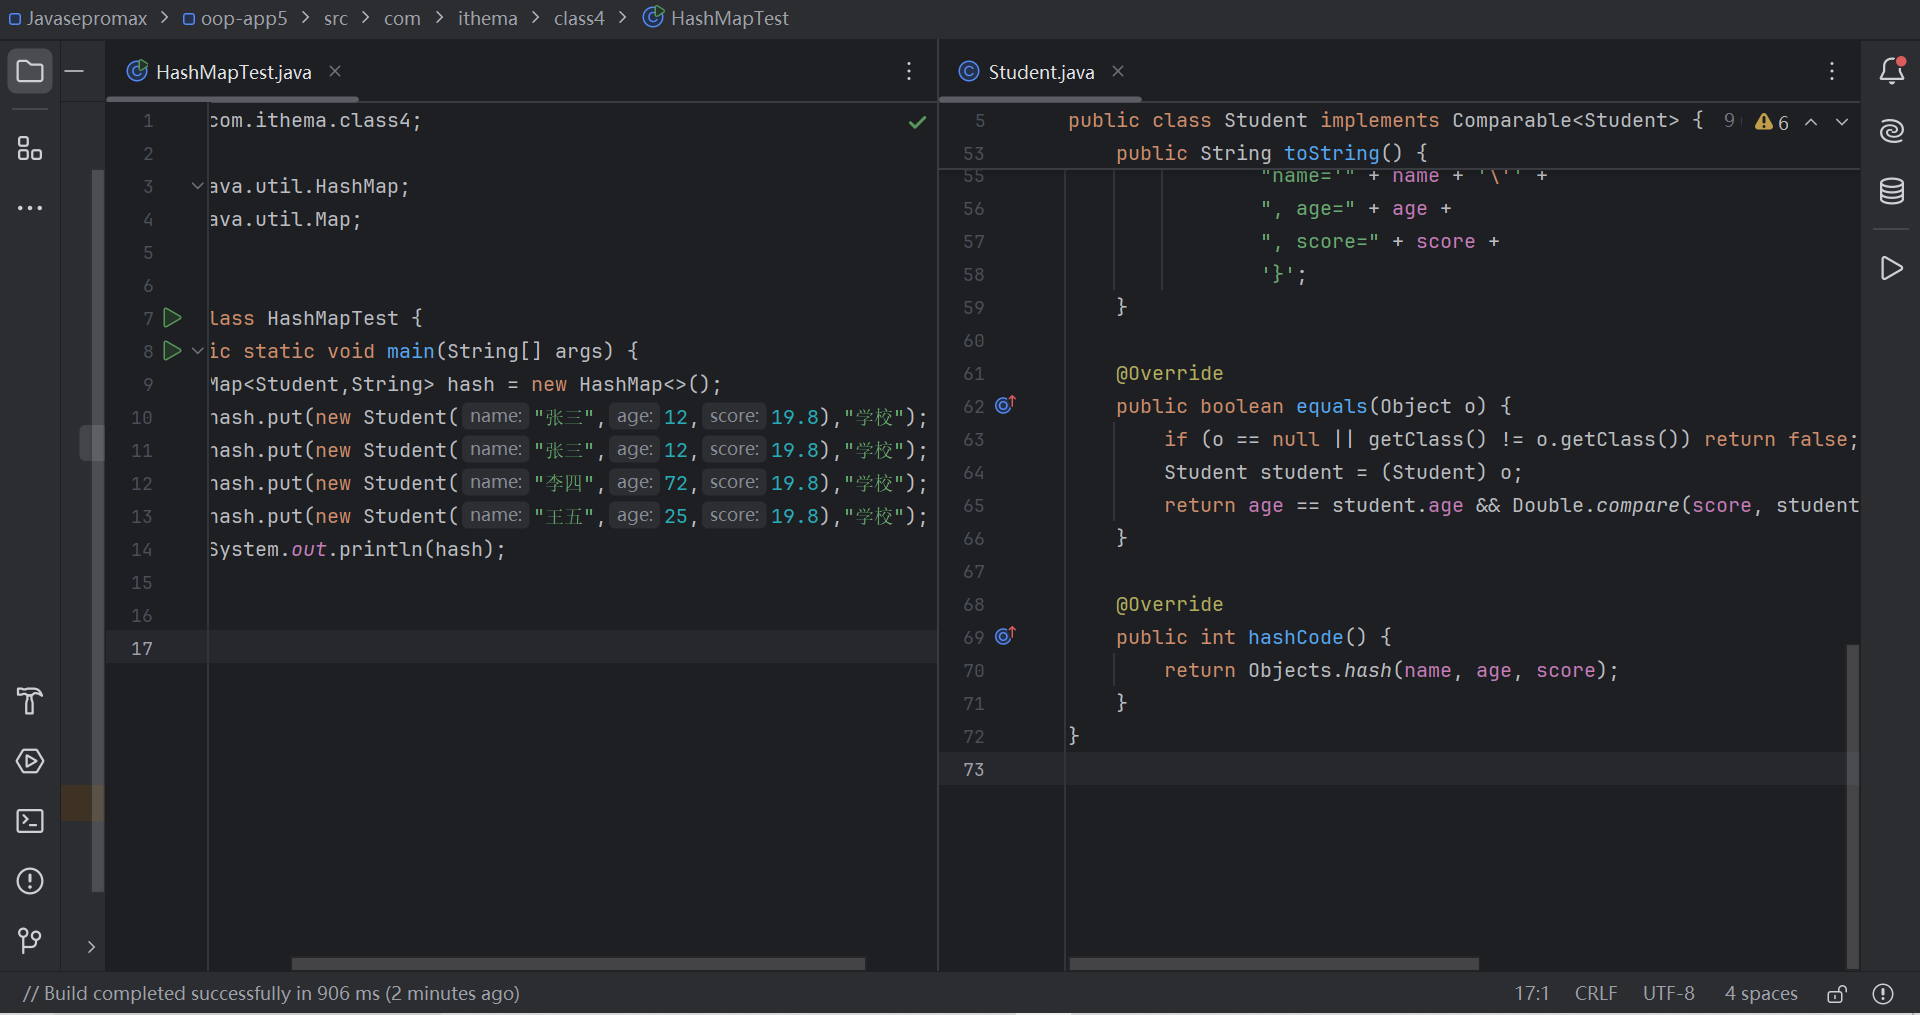 Javasepromax > oop-app5 > src > com > ithema > class4 > HashMapTest
HashMapTest.java
Student.java
1 com.ithema.class4;
2
3 ava.util.HashMap;
4 ava.util.Map;
5
6
7 lass HashMapTest {
8 ic static void main(String[] args) {
9 Map<Student,String> hash = new HashMap<>();
10 hash.put(new Student( name: "张三", age: 12, score: 19.8),"学校");
11 hash.put(new Student( name: "张三", age: 12, score: 19.8),"学校");
12 hash.put(new Student( name: "李四", age: 72, score: 19.8),"学校");
13 hash.put(new Student( name: "王五", age: 25, score: 19.8),"学校");
14 System.out.println(hash);
15
16
17
5 public class Student implements Comparable<Student> { 9 6
53 public String toString() {
55 "name='" + name + '\'' +
56 ", age=" + age +
57 ", score=" + score +
58 '}';
59 }
60
61 @Override
62 public boolean equals(Object o) {
63 if (o == null || getClass() != o.getClass()) return false;
64 Student student = (Student) o;
65 return age == student.age && Double.compare(score, student
66 }
67
68 @Override
69 public int hashCode() {
70 return Objects.hash(name, age, score);
71 }
72 }
73
// Build completed successfully in 906 ms (2 minutes ago)
17:1 CRLF UTF-8 4 spaces